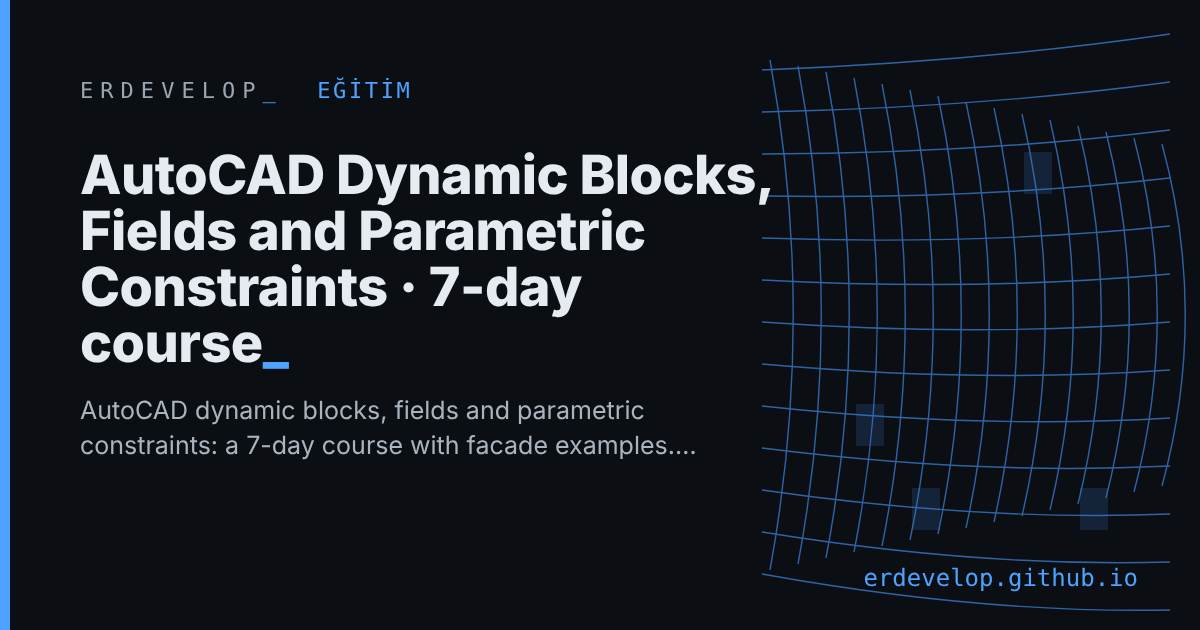 ERDEVELOP_ EĞİTİM
AutoCAD Dynamic Blocks,
Fields and Parametric
Constraints · 7-day
course_
AutoCAD dynamic blocks, fields and parametric
constraints: a 7-day course with facade examples....
erdevelop.github.io